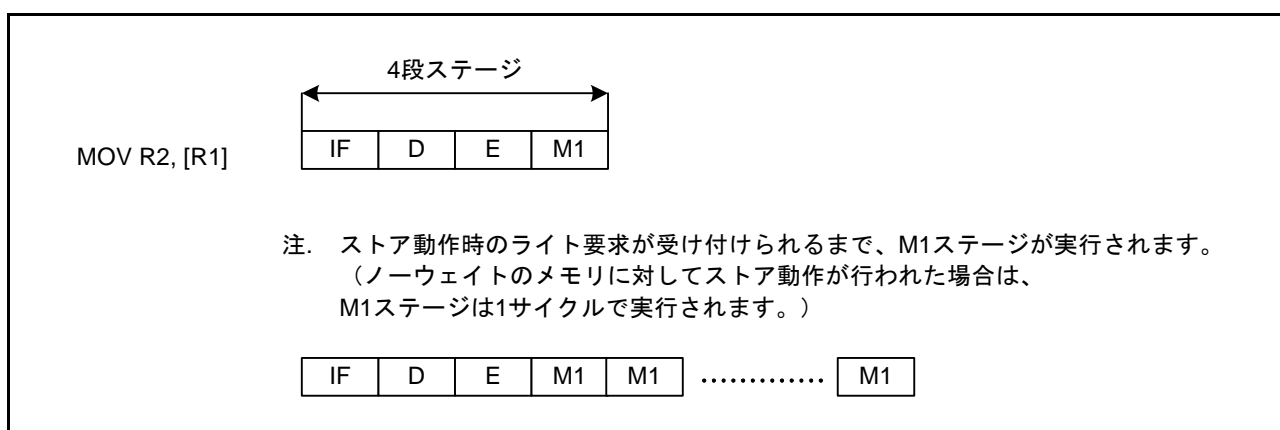 4段ステージ
MOV R2, [R1]
IF D E M1
注. ストア動作時のライト要求が受け付けられるまで、M1ステージが実行されます。
（ノーウェイトのメモリに対してストア動作が行われた場合は、
M1ステージは1サイクルで実行されます。）
IF D E M1 M1 ............. M1